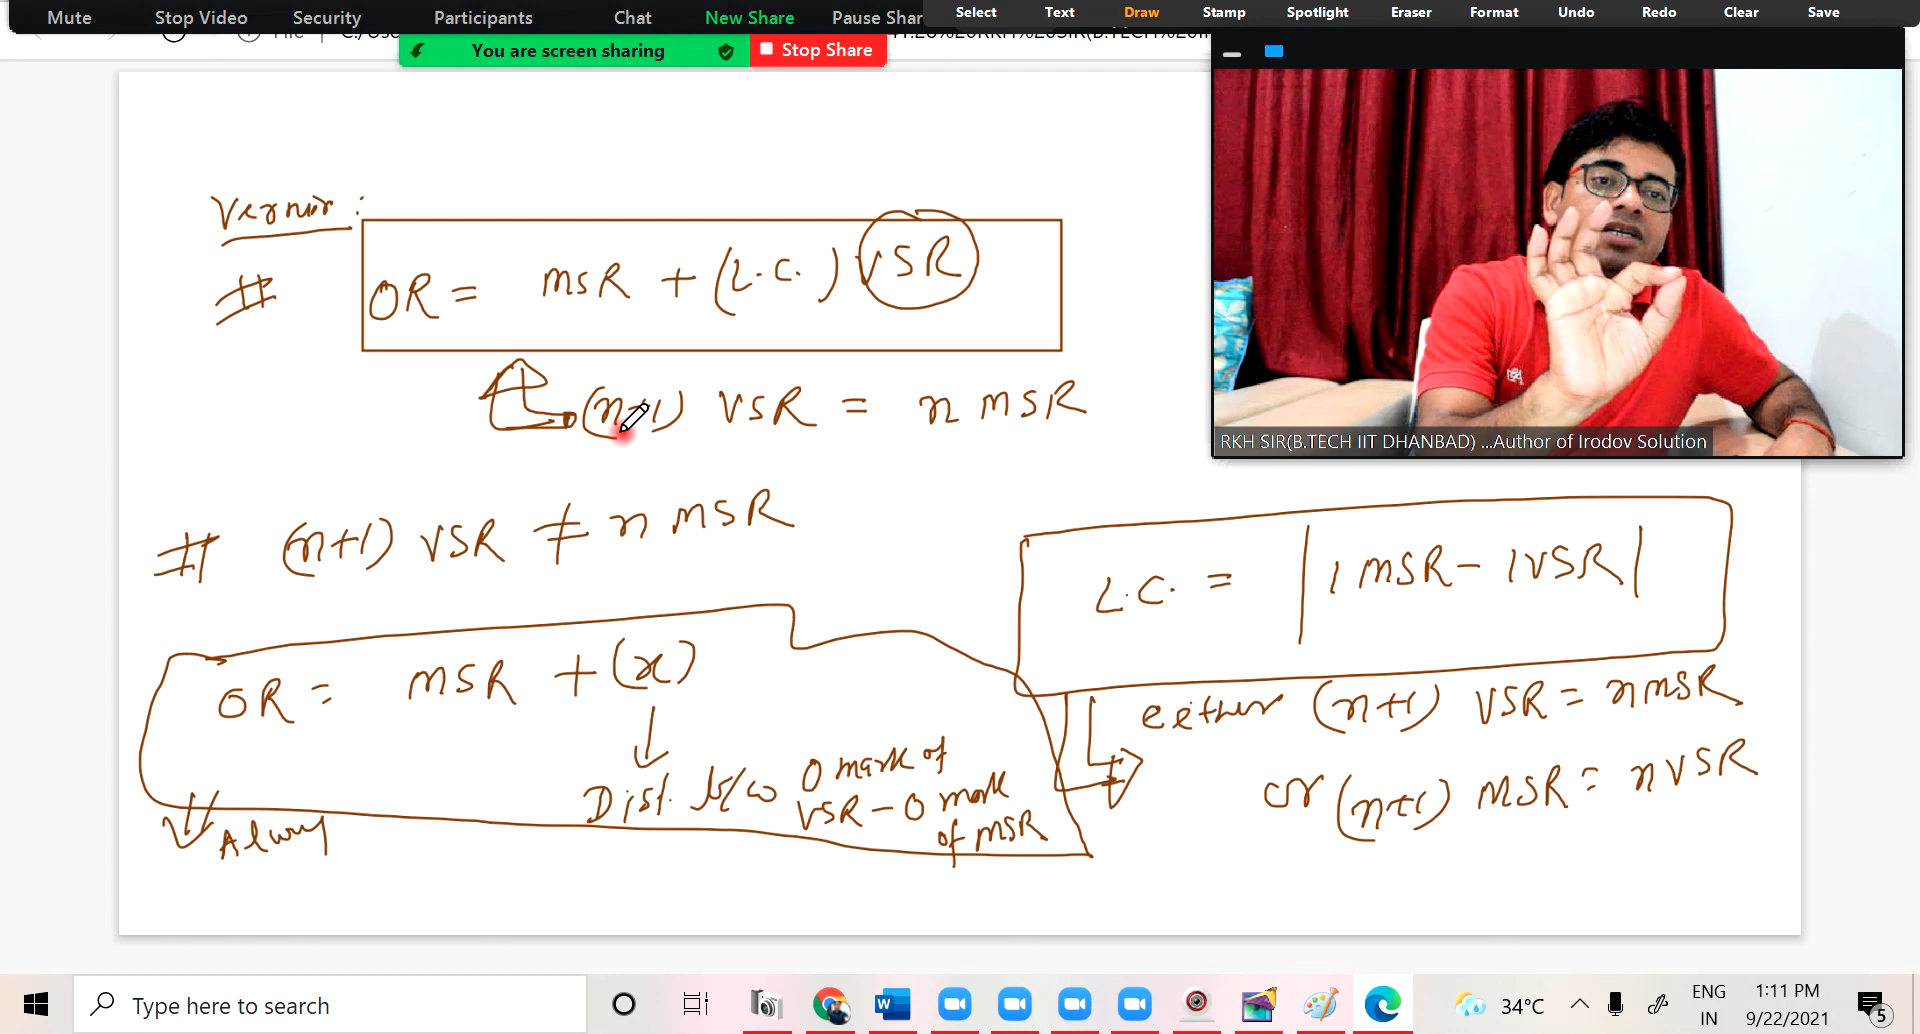 Mute Stop Video Security Participants Chat New Share Pause Shar
Select Text Draw Stamp Spotlight Eraser Format Undo Redo Clear Save
You are screen sharing Stop Share
Vernier :
# OR = MSR + (L.C.) VSR
(n+1) VSR = n MSR
RKH SIR(B.TECH IIT DHANBAD) ...Author of Irodov Solution
# (n+1) VSR ≠ n MSR
L.C. = | 1 MSR - 1 VSR |
either (n+1) VSR = n MSR
or (n+1) MSR = n VSR
OR = MSR + (x)
Dist. b/w 0 mark of
VSR - 0 mark
of MSR
Always
Type here to search
34°C
ENG
IN
1:11 PM
9/22/2021
5